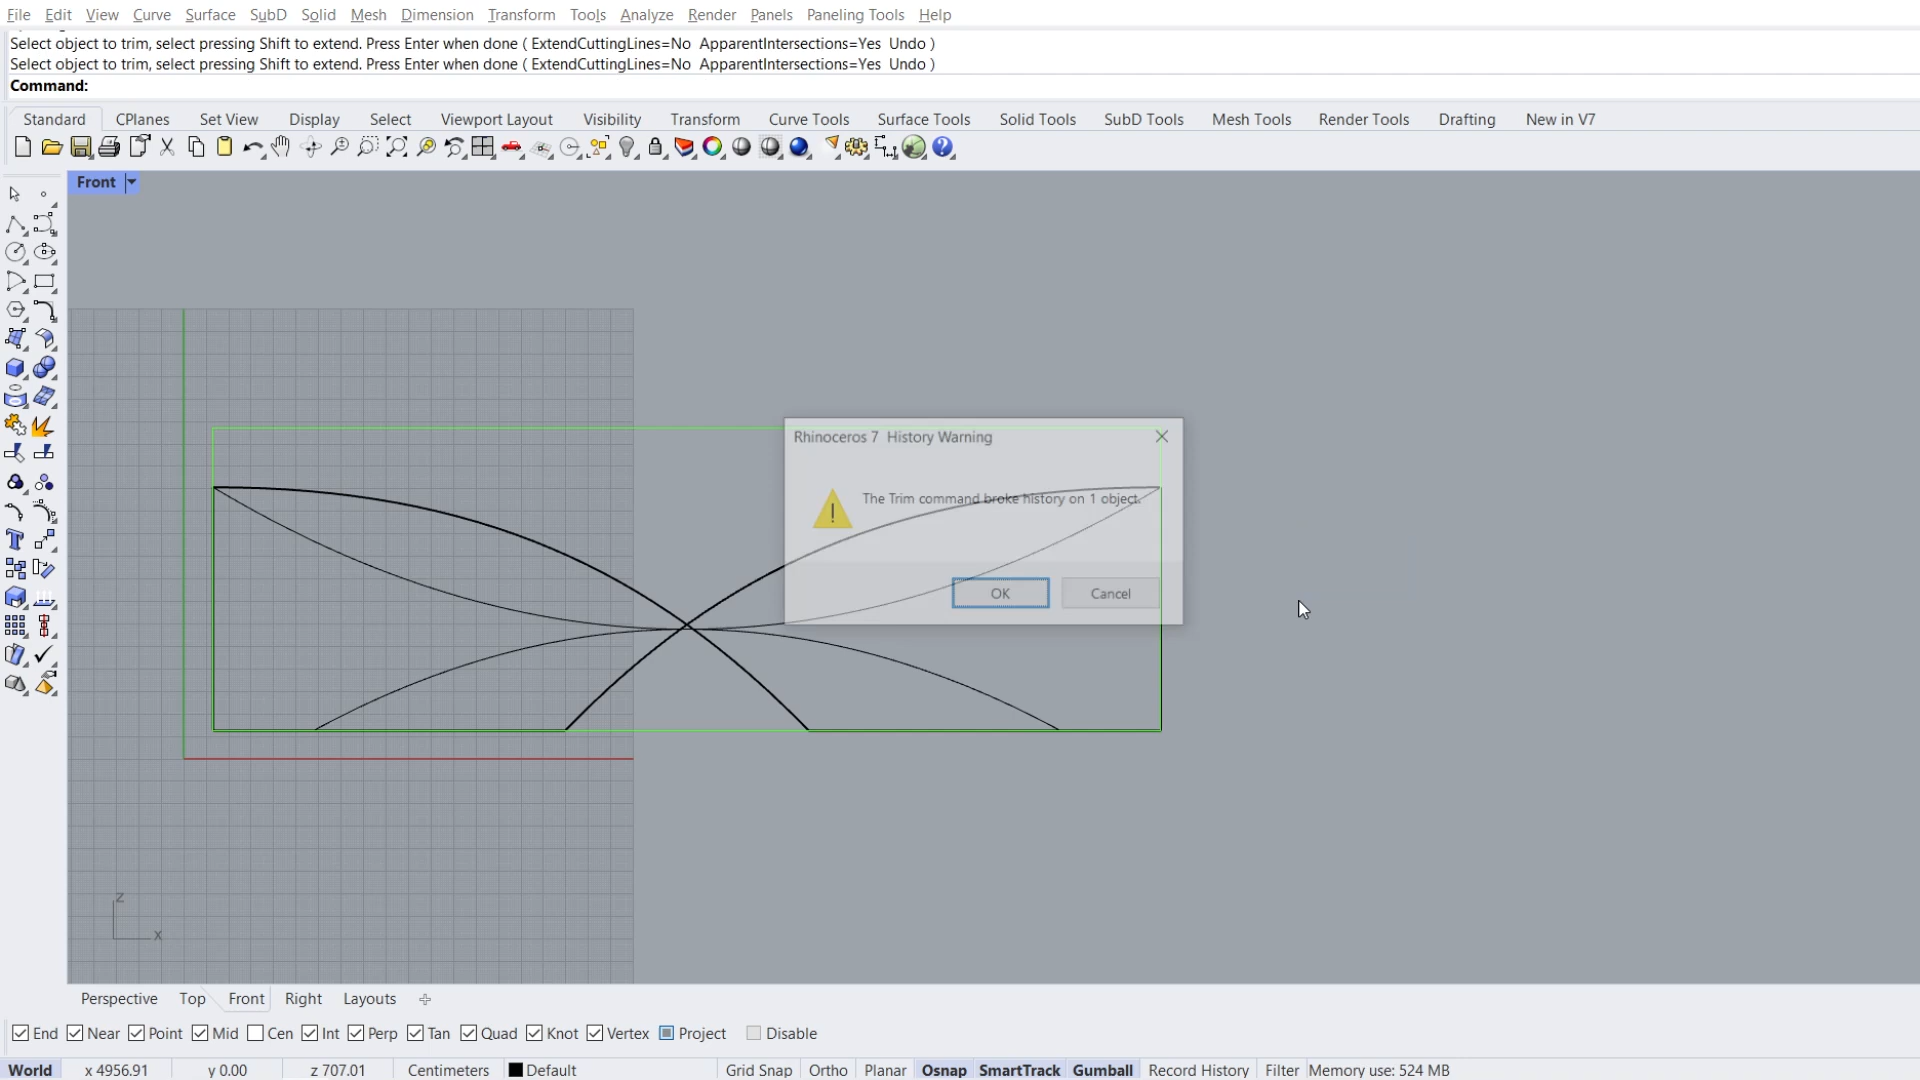 File Edit View Curve Surface SubD Solid Mesh Dimension Transform Tools Analyze Render Panels Paneling Tools Help
Select object to trim, select pressing Shift to extend. Press Enter when done ( ExtendCuttingLines=No ApparentIntersections=Yes Undo )
Select object to trim, select pressing Shift to extend. Press Enter when done ( ExtendCuttingLines=No ApparentIntersections=Yes Undo )
Command:
Standard CPlanes Set View Display Select Viewport Layout Visibility Transform Curve Tools Surface Tools Solid Tools SubD Tools Mesh Tools Render Tools Drafting New in V7
Front
Rhinoceros 7 History Warning
The Trim command broke history on 1 object.
OK Cancel
z
x
Perspective Top Front Right Layouts
End Near Point Mid Cen Int Perp Tan Quad Knot Vertex Project Disable
World x 4956.91 y 0.00 z 707.01 Centimeters Default Grid Snap Ortho Planar Osnap SmartTrack Gumball Record History Filter Memory use: 524 MB